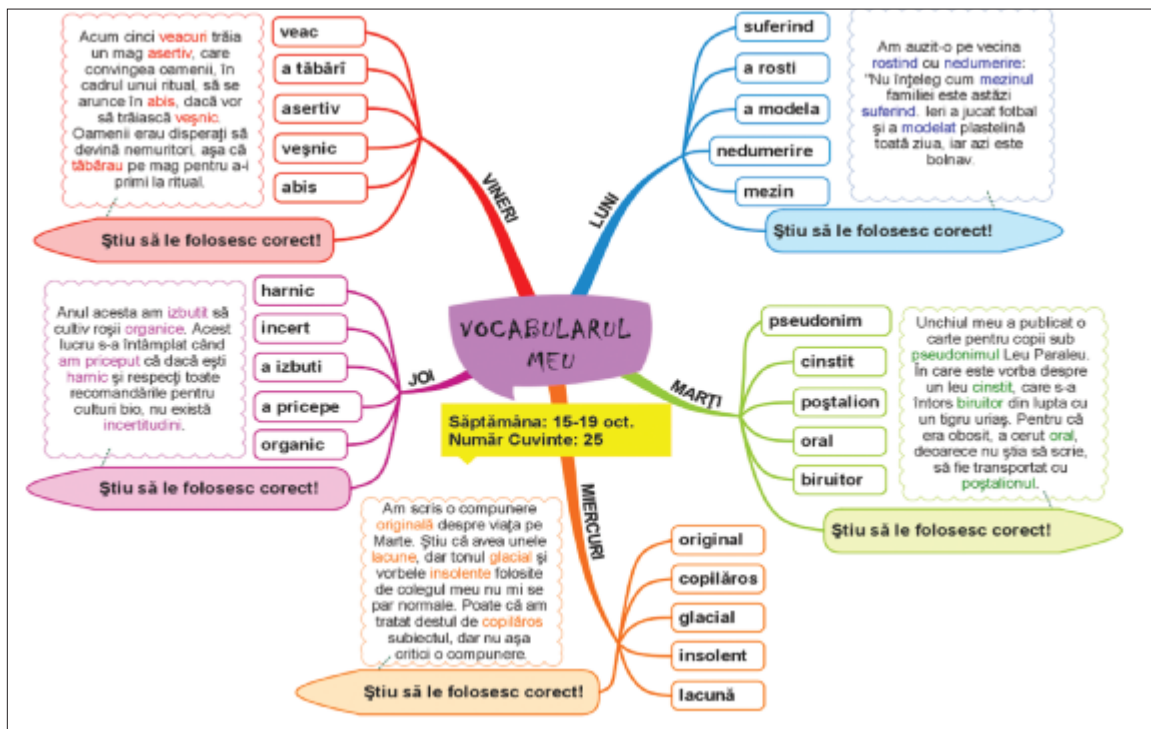 VOCABULARUL
MEU
Săptămâna: 15-19 oct.
Număr Cuvinte: 25
LUNI
suferind
a rosti
a modela
nedumerire
mezin
Ştiu să le folosesc corect!
Am auzit-o pe vecina
rostind cu nedumerire:
"Nu înţeleg cum mezinul
familiei este astăzi
suferind. Ieri a jucat fotbal
şi a modelat plastelină
toată ziua, iar azi este
bolnav.
MARŢI
pseudonim
cinstit
poştalion
oral
biruitor
Ştiu să le folosesc corect!
Unchiul meu a publicat o
carte pentru copii sub
pseudonimul Leu Paraleu.
În care este vorba despre
un leu cinstit, care s-a
întors biruitor din lupta cu
un tigru uriaş. Pentru că
era obosit, a cerut oral,
deoarece nu ştia să scrie,
să fie transportat cu
poştalionul.
MIERCURI
original
copilăros
glacial
insolent
lacună
Ştiu să le folosesc corect!
Am scris o compunere
originală despre viaţa pe
Marte. Ştiu că avea unele
lacune, dar tonul glacial şi
vorbele insolente folosite
de colegul meu nu mi se
par normale. Poate că am
tratat destul de copilăros
subiectul, dar nu aşa
critici o compunere.
JOI
harnic
incert
a izbuti
a pricepe
organic
Ştiu să le folosesc corect!
Anul acesta am izbutit să
cultiv roşii organice. Acest
lucru s-a întâmplat când
am priceput că dacă eşti
harnic şi respecţi toate
recomandările pentru
culturi bio, nu există
incertitudini.
VINERI
veac
a tăbărî
asertiv
veşnic
abis
Ştiu să le folosesc corect!
Acum cinci veacuri trăia
un mag asertiv, care
convingea oamenii, în
cadrul unui ritual, să se
arunce în abis, dacă vor
să trăiască veşnic.
Oamenii erau disperaţi să
devină nemuritori, aşa că
tăbărau pe mag pentru a-i
primi la ritual.